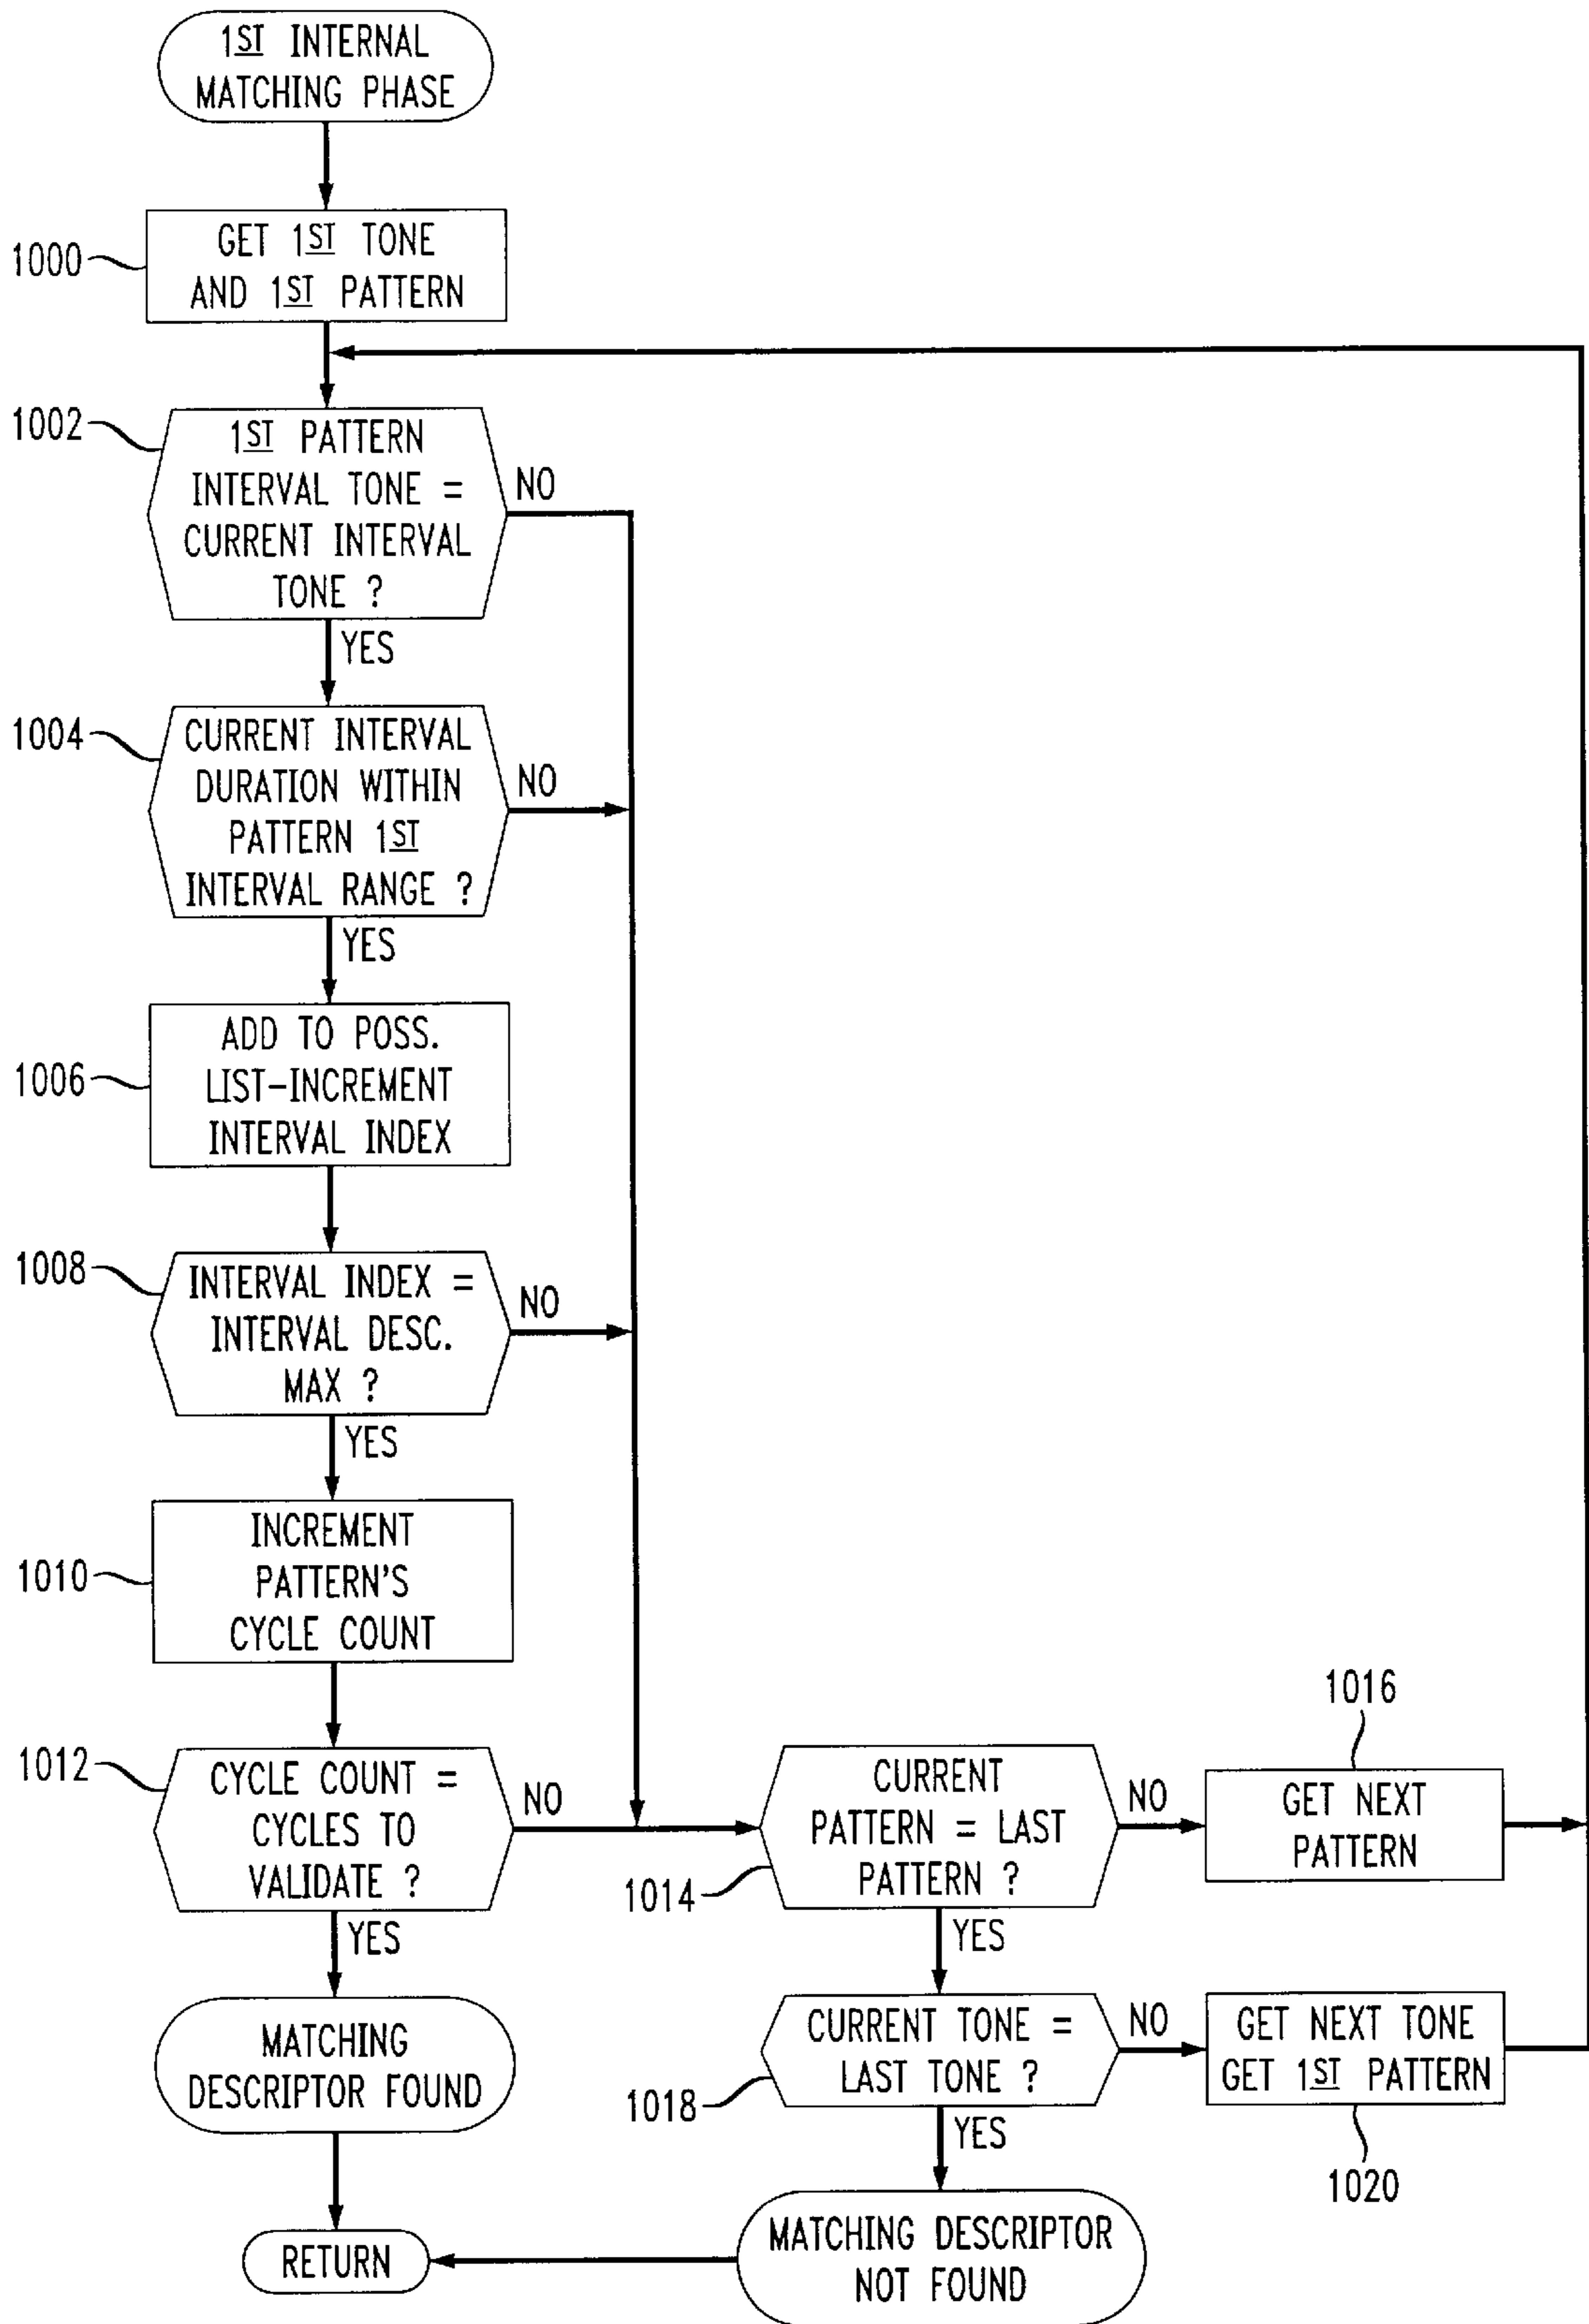 1ST INTERNAL
MATCHING PHASE
1000
GET 1ST TONE
AND 1ST PATTERN
1002
1ST PATTERN
INTERVAL TONE =
CURRENT INTERVAL
TONE ?
NO
YES
1004
CURRENT INTERVAL
DURATION WITHIN
PATTERN 1ST
INTERVAL RANGE ?
NO
YES
1006
ADD TO POSS.
LIST-INCREMENT
INTERVAL INDEX
1008
INTERVAL INDEX =
INTERVAL DESC.
MAX ?
NO
YES
1010
INCREMENT
PATTERN'S
CYCLE COUNT
1012
CYCLE COUNT =
CYCLES TO
VALIDATE ?
NO
YES
1014
CURRENT
PATTERN = LAST
PATTERN ?
NO
YES
1016
GET NEXT
PATTERN
MATCHING
DESCRIPTOR FOUND
1018
CURRENT TONE =
LAST TONE ?
NO
YES
GET NEXT TONE
GET 1ST PATTERN
1020
RETURN
MATCHING DESCRIPTOR
NOT FOUND